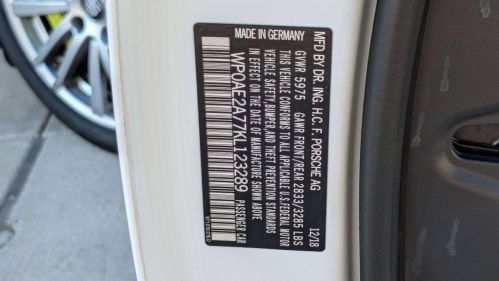 MADE IN GERMANY
MFD BY DR. ING. H.C. F. PORSCHE AG 12/18
GVWR 5975 GAWR FRONT/REAR 2833/3285 LBS
THIS VEHICLE CONFORMS TO ALL APPLICABLE U.S.FEDERAL MOTOR
VEHICLE SAFETY,BUMPER,AND THEFT PREVENTION STANDARDS
IN EFFECT ON THE DATE OF MANUFACTURE SHOWN ABOVE
WP0AE2A77KL123289 PASSENGER CAR